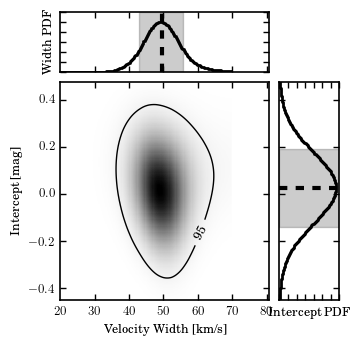 Width PDF
0.4
0.2
0.0
−0.2
−0.4
Intercept [mag]
95
20 30 40 50 60 70 80
Velocity Width [km/s]
Intercept PDF